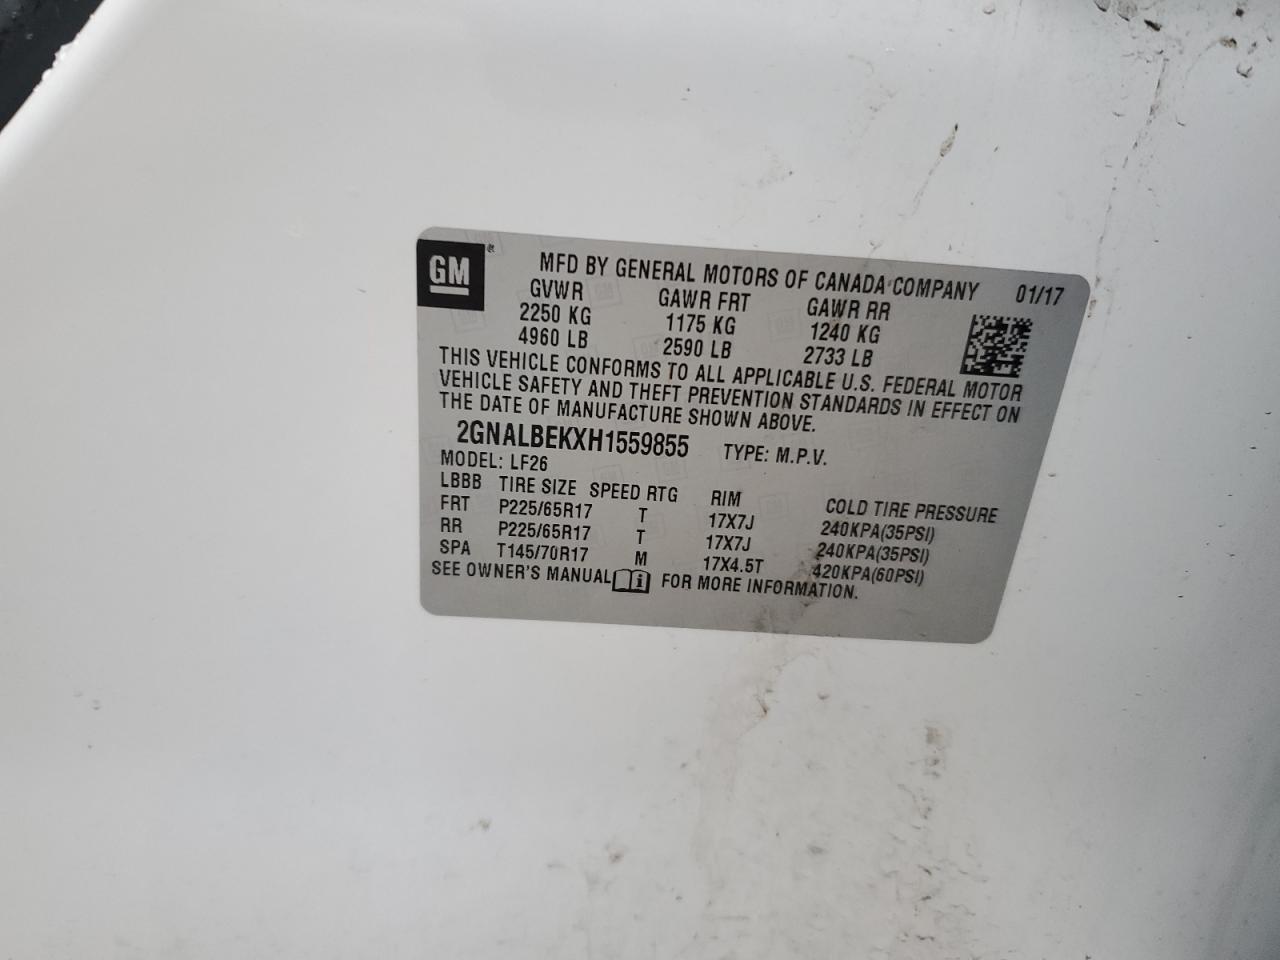 GM ®
MFD BY GENERAL MOTORS OF CANADA COMPANY 01/17
GVWR GAWR FRT GAWR RR
2250 KG 1175 KG 1240 KG
4960 LB 2590 LB 2733 LB
THIS VEHICLE CONFORMS TO ALL APPLICABLE U.S. FEDERAL MOTOR
VEHICLE SAFETY AND THEFT PREVENTION STANDARDS IN EFFECT ON
THE DATE OF MANUFACTURE SHOWN ABOVE.
2GNALBEKXH1559855 TYPE: M.P.V.
MODEL: LF26
LBBB TIRE SIZE SPEED RTG RIM COLD TIRE PRESSURE
FRT P225/65R17 T 17X7J 240KPA(35PSI)
RR P225/65R17 T 17X7J 240KPA(35PSI)
SPA T145/70R17 M 17X4.5T 420KPA(60PSI)
SEE OWNER'S MANUAL FOR MORE INFORMATION.